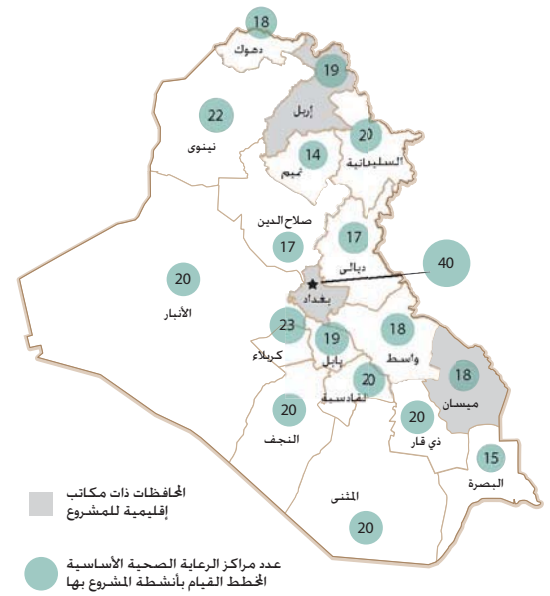 18
دهوك
19
إربل
22
نينوى
20
السليمانية
14
تميم
صلاح الدين
17
17
ديالى
40
بغداد
20
الأنبار
23
كربلاء
19
بابل
18
واسط
20
القادسية
18
ميسان
20
النجف
20
ذي قار
15
البصرة
المثنى
20
المحافظات ذات مكاتب
إقليمية للمشروع
عدد مراكز الرعاية الصحية الأساسية
المخطط القيام بأنشطة المشروع بها